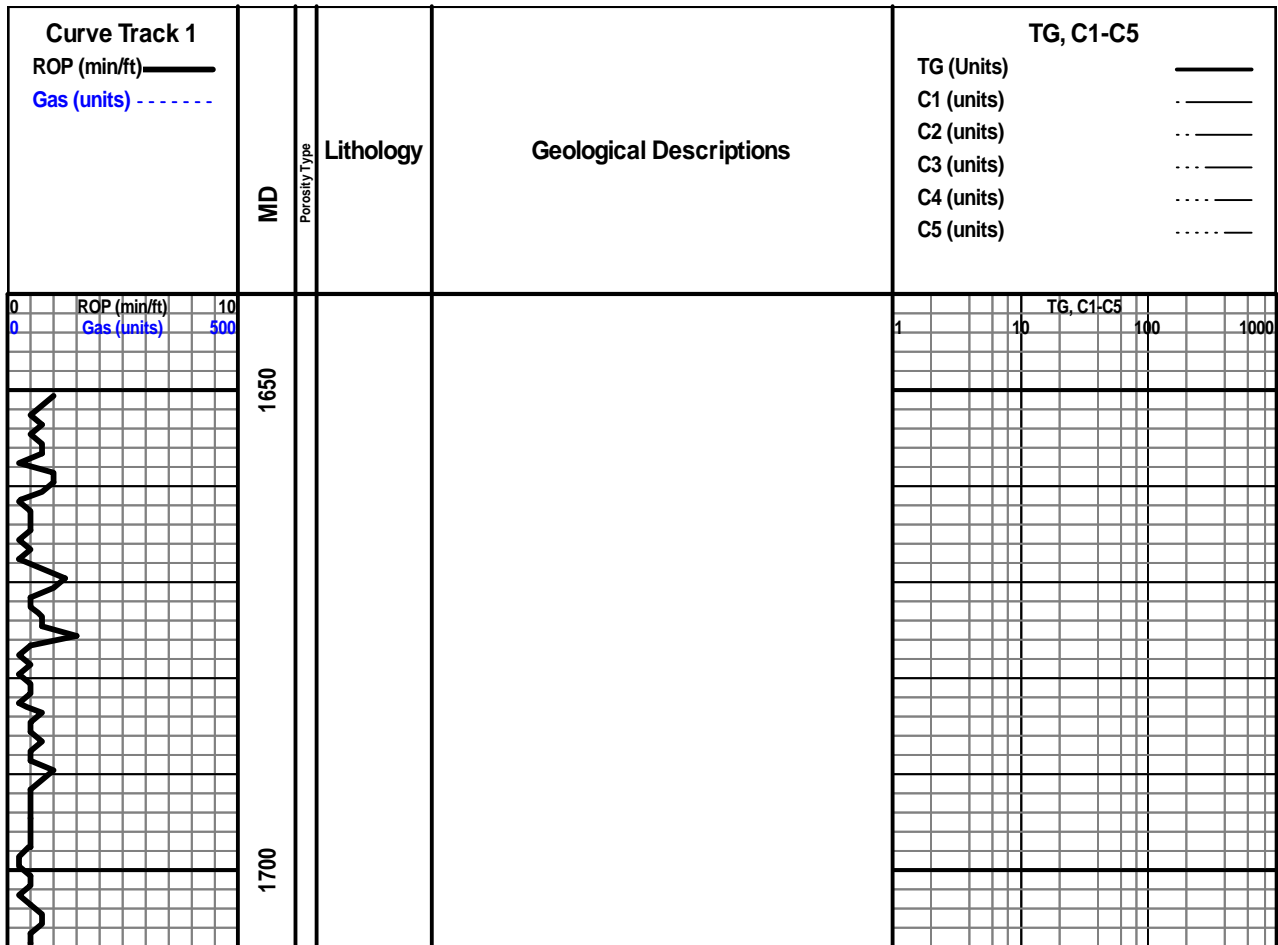 Curve Track 1
ROP (min/ft)
Gas (units)
MD
Porosity Type
Lithology
Geological Descriptions
TG, C1-C5
TG (Units)
C1 (units)
C2 (units)
C3 (units)
C4 (units)
C5 (units)
0 ROP (min/ft) 10
0 Gas (units) 500
TG, C1-C5
1 10 100 1000
1650
1700